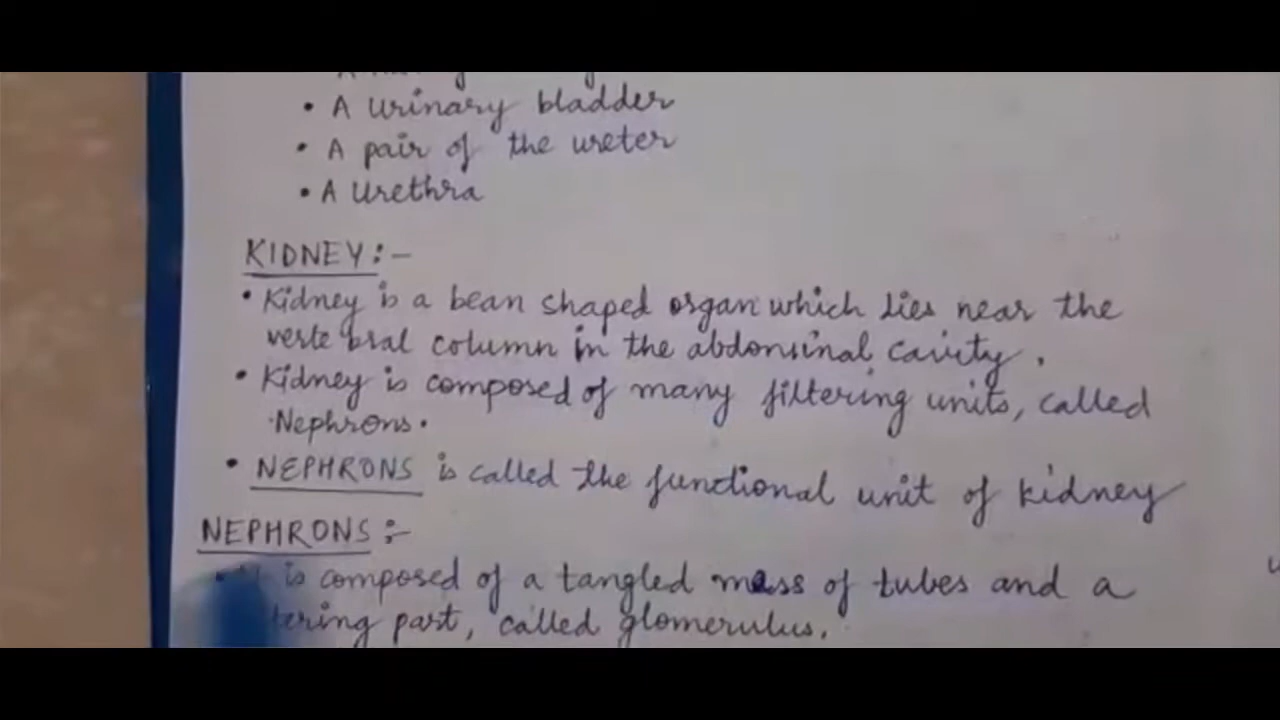 • A urinary bladder
• A pair of the ureter
• A Urethra
KIDNEY:-
• Kidney is a bean shaped organ which lies near the
vertebral column in the abdominal cavity.
• Kidney is composed of many filtering units, called
Nephrons.
• NEPHRONS is called the functional unit of kidney
NEPHRONS :-
is composed of a tangled mass of tubes and a
tering part, called glomerulus.